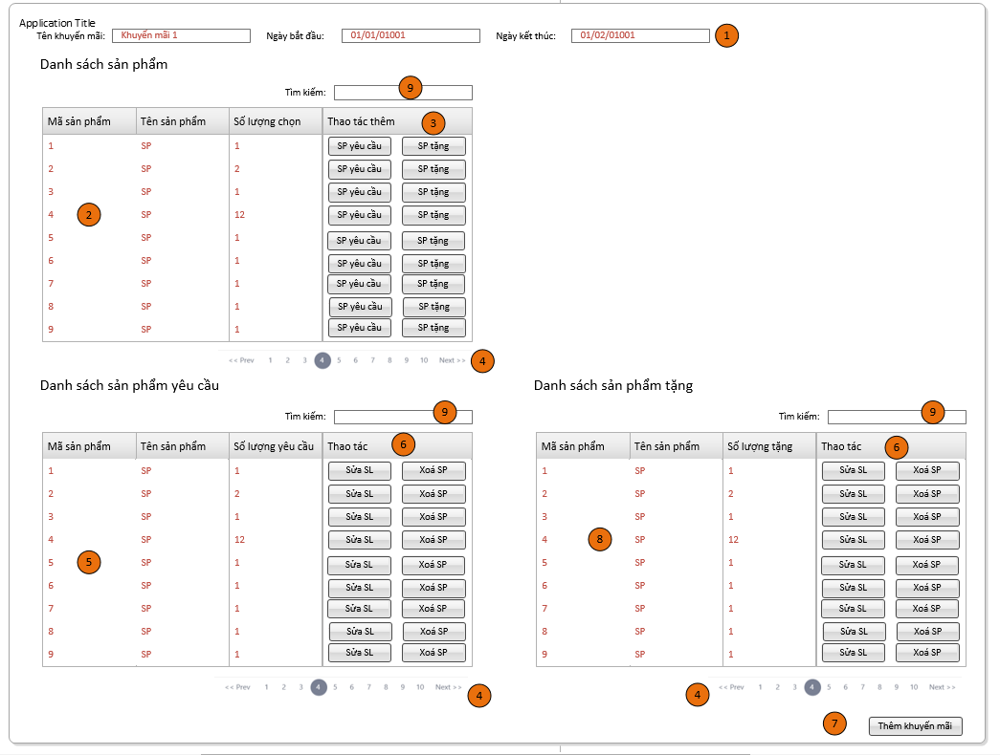 Application Title
Tên khuyến mãi: Khuyến mãi 1 Ngày bắt đầu: 01/01/01001 Ngày kết thúc: 01/02/01001 1
Danh sách sản phẩm
Tìm kiếm: 9
Mã sản phẩm Tên sản phẩm Số lượng chọn Thao tác thêm 3
1 SP 1 SP yêu cầu SP tặng
2 SP 2 SP yêu cầu SP tặng
3 SP 1 SP yêu cầu SP tặng
4 2 SP 12 SP yêu cầu SP tặng
5 SP 1 SP yêu cầu SP tặng
6 SP 1 SP yêu cầu SP tặng
7 SP 1 SP yêu cầu SP tặng
8 SP 1 SP yêu cầu SP tặng
9 SP 1 SP yêu cầu SP tặng
<< Prev 1 2 3 4 5 6 7 8 9 10 Next >> 4
Danh sách sản phẩm yêu cầu
Tìm kiếm: 9
Mã sản phẩm Tên sản phẩm Số lượng yêu cầu Thao tác 6
1 SP 1 Sửa SL Xoá SP
2 SP 2 Sửa SL Xoá SP
3 SP 1 Sửa SL Xoá SP
4 SP 12 Sửa SL Xoá SP
5 5 SP 1 Sửa SL Xoá SP
6 SP 1 Sửa SL Xoá SP
7 SP 1 Sửa SL Xoá SP
8 SP 1 Sửa SL Xoá SP
9 SP 1 Sửa SL Xoá SP
<< Prev 1 2 3 4 5 6 7 8 9 10 Next >> 4
Danh sách sản phẩm tặng
Tìm kiếm: 9
Mã sản phẩm Tên sản phẩm Số lượng tặng Thao tác 6
1 SP 1 Sửa SL Xoá SP
2 SP 2 Sửa SL Xoá SP
3 SP 1 Sửa SL Xoá SP
4 8 SP 12 Sửa SL Xoá SP
5 SP 1 Sửa SL Xoá SP
6 SP 1 Sửa SL Xoá SP
7 SP 1 Sửa SL Xoá SP
8 SP 1 Sửa SL Xoá SP
9 SP 1 Sửa SL Xoá SP
4 << Prev 1 2 3 4 5 6 7 8 9 10 Next >>
7 Thêm khuyến mãi